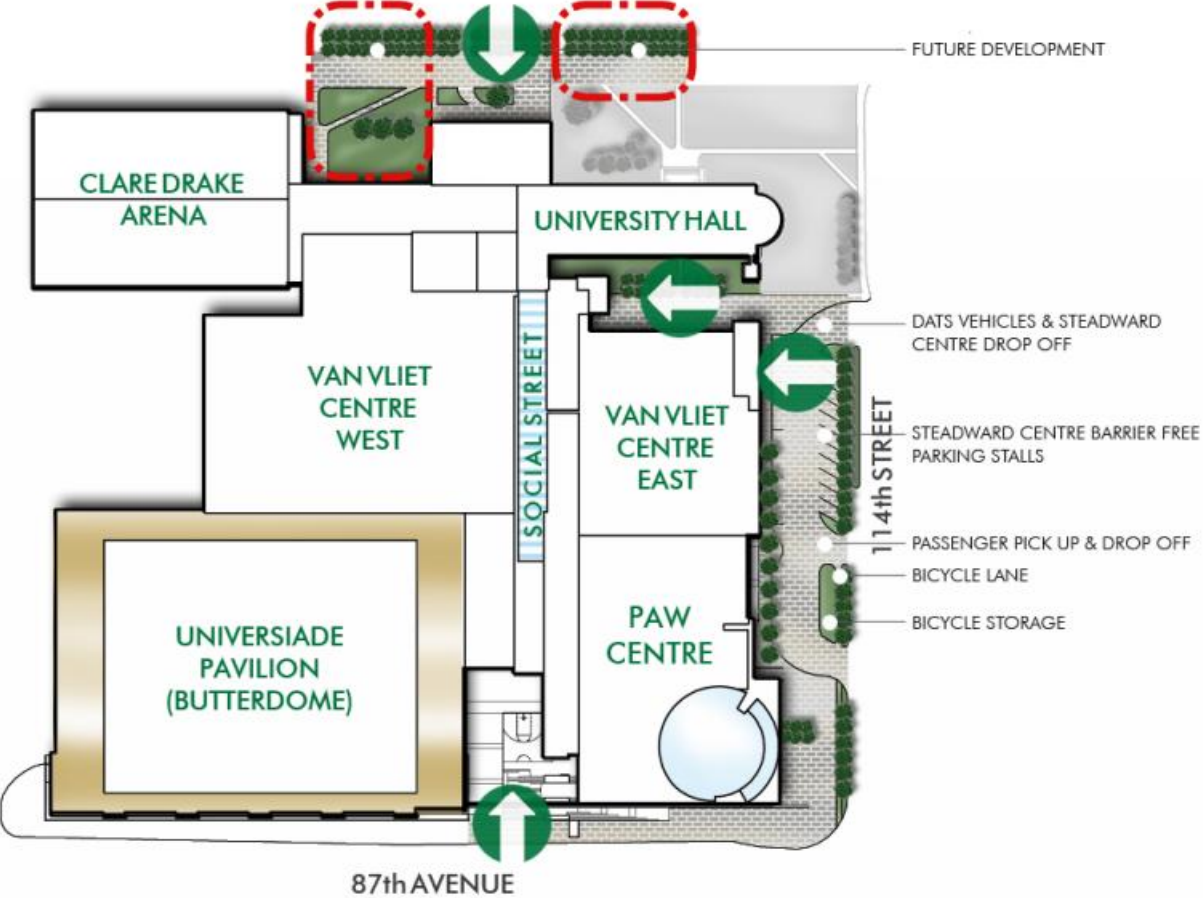 FUTURE DEVELOPMENT
CLARE DRAKE
ARENA
UNIVERSITY HALL
DATS VEHICLES & STEADWARD
CENTRE DROP OFF
VAN VLIET
CENTRE
WEST
SOCIAL STREET
VAN VLIET
CENTRE
EAST
114th STREET
STEADWARD CENTRE BARRIER FREE
PARKING STALLS
PASSENGER PICK UP & DROP OFF
BICYCLE LANE
BICYCLE STORAGE
UNIVERSIADE
PAVILION
(BUTTERDOME)
PAW
CENTRE
87th AVENUE